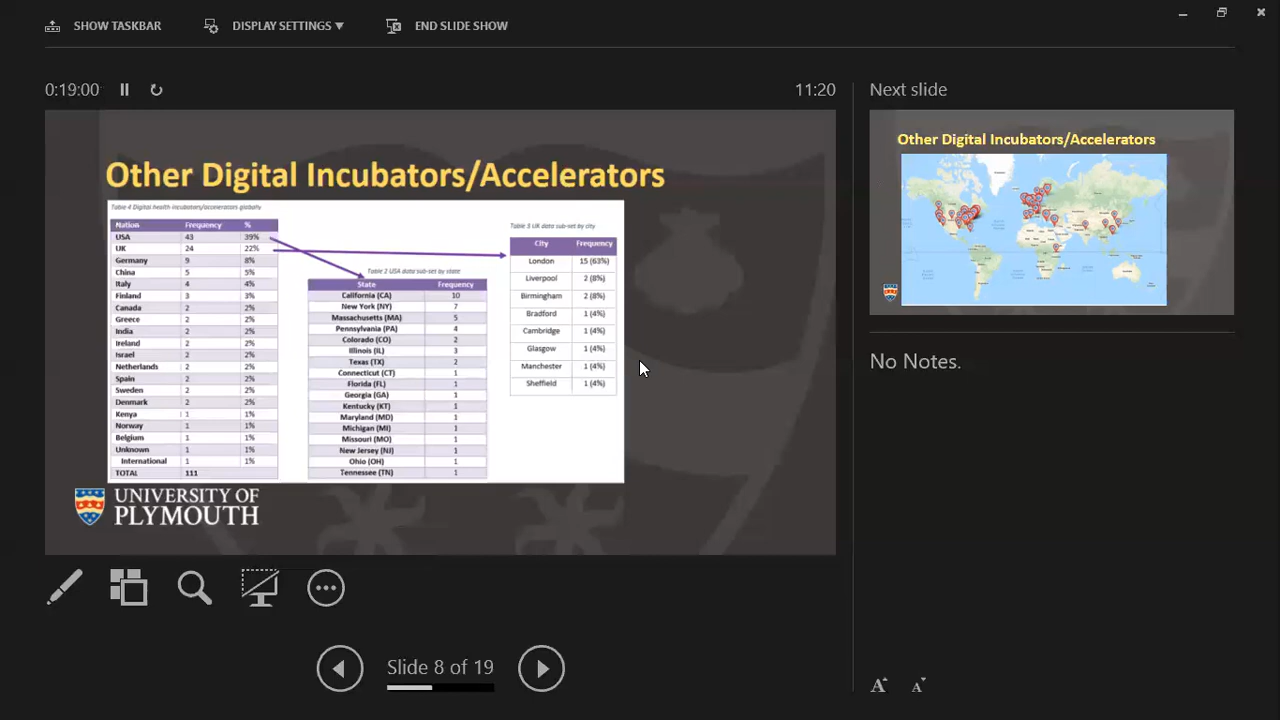 SHOW TASKBAR
DISPLAY SETTINGS
END SLIDE SHOW
0:19:00
11:20
Next slide
Other Digital Incubators/Accelerators
Table 4 Digital health incubators/accelerators globally
Nation Frequency %
USA 43 39%
UK 24 22%
Germany 9 8%
China 5 5%
Italy 4 4%
Finland 3 3%
Canada 2 2%
Greece 2 2%
India 2 2%
Ireland 2 2%
Israel 2 2%
Netherlands 2 2%
Spain 2 2%
Sweden 2 2%
Denmark 2 2%
Kenya 1 1%
Norway 1 1%
Belgium 1 1%
Unknown 1 1%
International 1 1%
TOTAL 111
Table 2 USA data sub-set by state
State Frequency
California (CA) 10
New York (NY) 7
Massachusetts (MA) 5
Pennsylvania (PA) 4
Colorado (CO) 2
Illinois (IL) 3
Texas (TX) 2
Connecticut (CT) 1
Florida (FL) 1
Georgia (GA) 1
Kentucky (KT) 1
Maryland (MD) 1
Michigan (MI) 1
Missouri (MO) 1
New Jersey (NJ) 1
Ohio (OH) 1
Tennessee (TN) 1
Table 3 UK data sub-set by city
City Frequency
London 15 (63%)
Liverpool 2 (8%)
Birmingham 2 (8%)
Bradford 1 (4%)
Cambridge 1 (4%)
Glasgow 1 (4%)
Manchester 1 (4%)
Sheffield 1 (4%)
UNIVERSITY OF
PLYMOUTH
Other Digital Incubators/Accelerators
No Notes.
Slide 8 of 19
A A